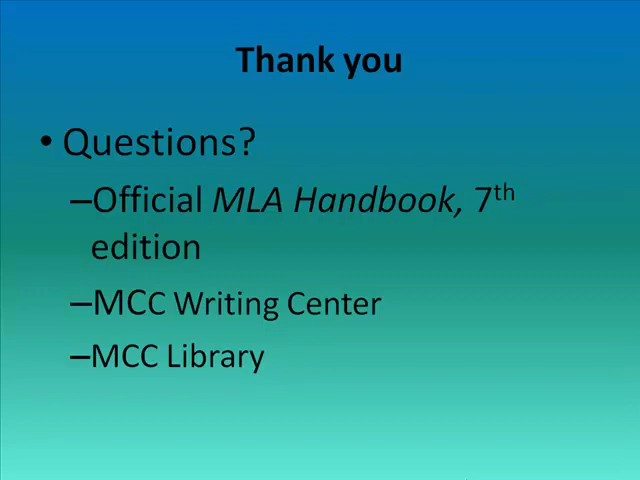 Thank you
• Questions?
–Official MLA Handbook, 7th
edition
–MCC Writing Center
–MCC Library